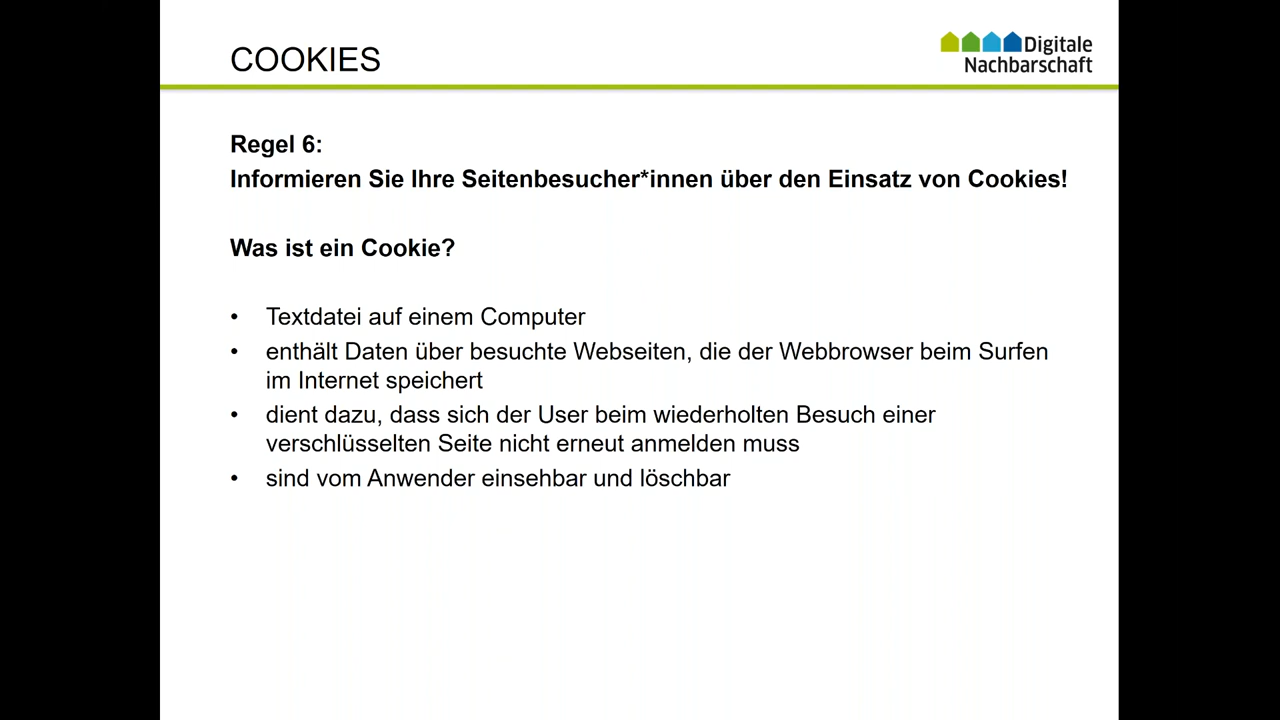 COOKIES
Digitale
Nachbarschaft
Regel 6:
Informieren Sie Ihre Seitenbesucher*innen über den Einsatz von Cookies!
Was ist ein Cookie?
• Textdatei auf einem Computer
• enthält Daten über besuchte Webseiten, die der Webbrowser beim Surfen
im Internet speichert
• dient dazu, dass sich der User beim wiederholten Besuch einer
verschlüsselten Seite nicht erneut anmelden muss
• sind vom Anwender einsehbar und löschbar